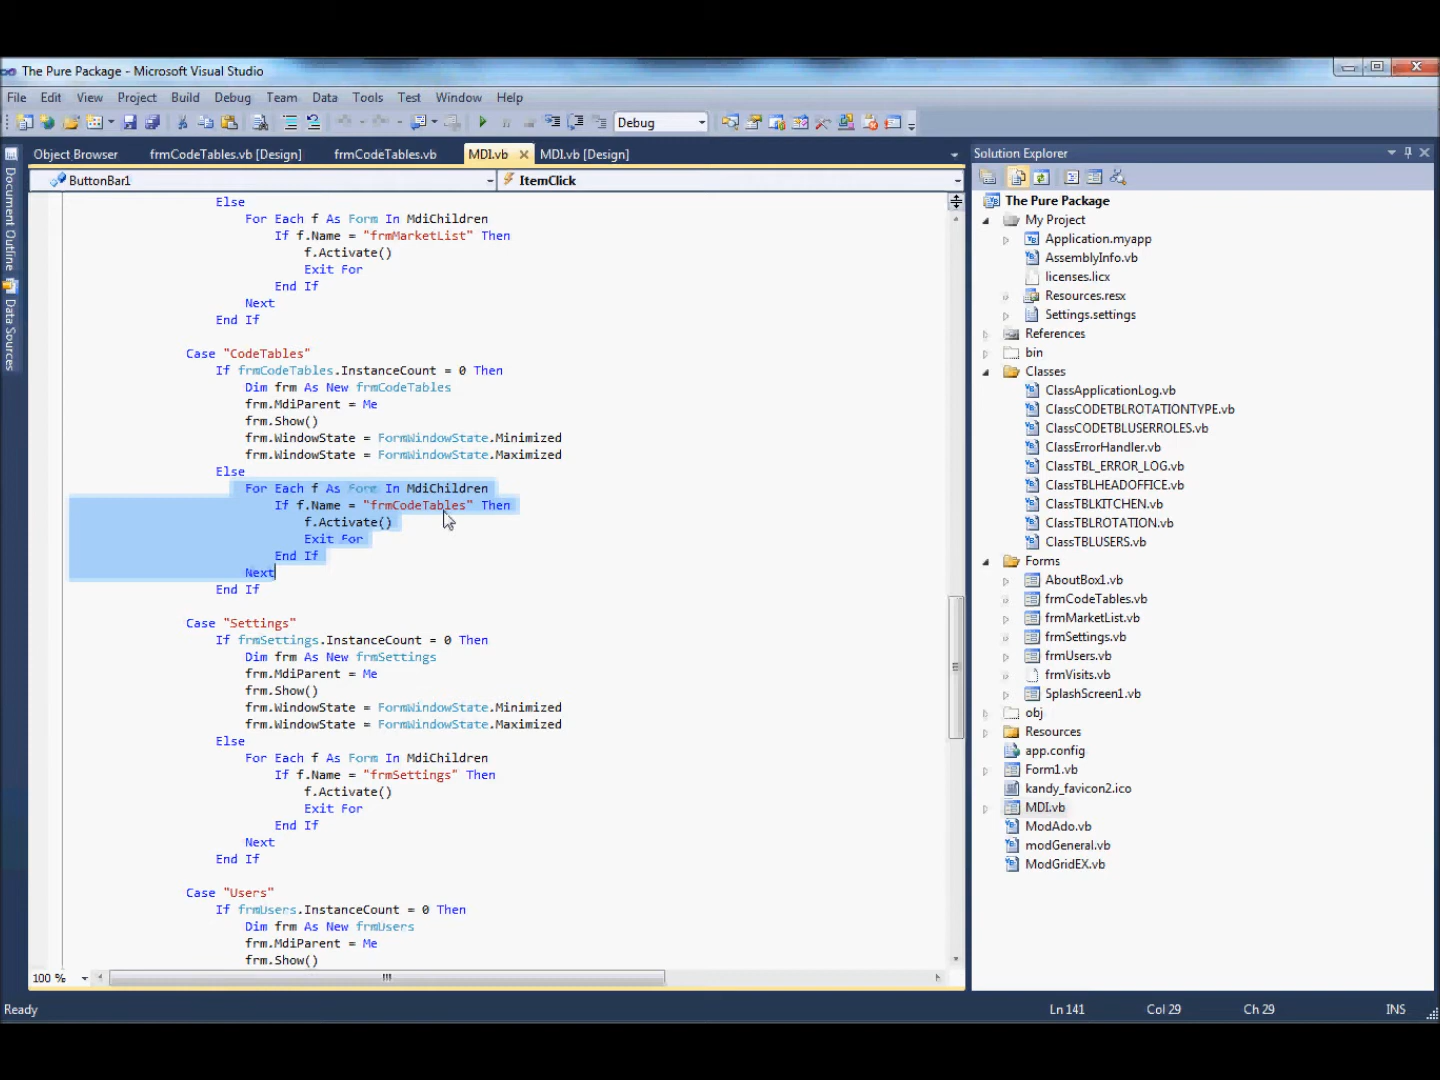 The Pure Package - Microsoft Visual Studio
File Edit View Project Build Debug Team Data Tools Test Window Help
Debug
Object Browser frmCodeTables.vb [Design] frmCodeTables.vb MDI.vb MDI.vb [Design]
ButtonBar1 ItemClick
Document Outline
Data Sources
Else
For Each f As Form In MdiChildren
If f.Name = "frmMarketList" Then
f.Activate()
Exit For
End If
Next
End If
Case "CodeTables"
If frmCodeTables.InstanceCount = 0 Then
Dim frm As New frmCodeTables
frm.MdiParent = Me
frm.Show()
frm.WindowState = FormWindowState.Minimized
frm.WindowState = FormWindowState.Maximized
Else
For Each f As Form In MdiChildren
If f.Name = "frmCodeTables" Then
f.Activate()
Exit For
End If
Next
End If
Case "Settings"
If frmSettings.InstanceCount = 0 Then
Dim frm As New frmSettings
frm.MdiParent = Me
frm.Show()
frm.WindowState = FormWindowState.Minimized
frm.WindowState = FormWindowState.Maximized
Else
For Each f As Form In MdiChildren
If f.Name = "frmSettings" Then
f.Activate()
Exit For
End If
Next
End If
Case "Users"
If frmUsers.InstanceCount = 0 Then
Dim frm As New frmUsers
frm.MdiParent = Me
frm.Show()
100 %
Solution Explorer
The Pure Package
My Project
Application.myapp
AssemblyInfo.vb
licenses.licx
Resources.resx
Settings.settings
References
bin
Classes
ClassApplicationLog.vb
ClassCODETBLROTATIONTYPE.vb
ClassCODETBLUSERROLES.vb
ClassErrorHandler.vb
ClassTBL_ERROR_LOG.vb
ClassTBLHEADOFFICE.vb
ClassTBLKITCHEN.vb
ClassTBLROTATION.vb
ClassTBLUSERS.vb
Forms
AboutBox1.vb
frmCodeTables.vb
frmMarketList.vb
frmSettings.vb
frmUsers.vb
frmVisits.vb
SplashScreen1.vb
obj
Resources
app.config
Form1.vb
kandy_favicon2.ico
MDI.vb
ModAdo.vb
modGeneral.vb
ModGridEX.vb
Ready Ln 141 Col 29 Ch 29 INS